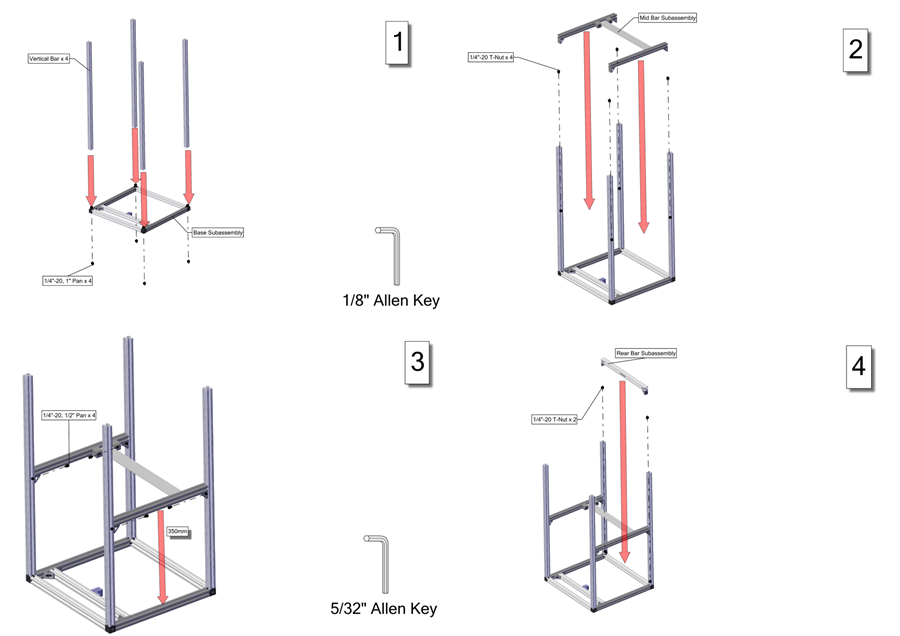 1
Vertical Bar x 4
Base Subassembly
1/4"-20, 1" Pan x 4
1/8" Allen Key
2
Mid Bar Subassembly
1/4"-20 T-Nut x 4
3
1/4"-20, 1/2" Pan x 4
350mm
5/32" Allen Key
4
Rear Bar Subassembly
1/4"-20 T-Nut x 2